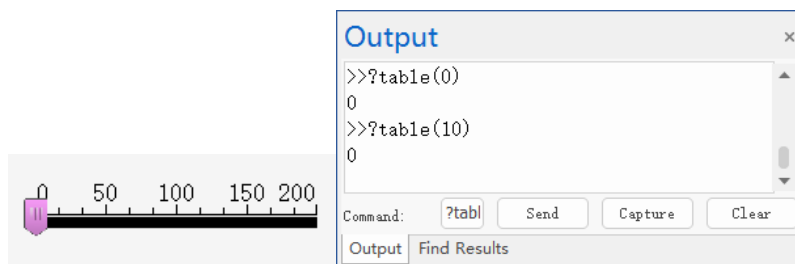 0 50 100 150 200
Output
>>?table(0)
0
>>?table(10)
0
Command: ?tabl Send Capture Clear
Output Find Results